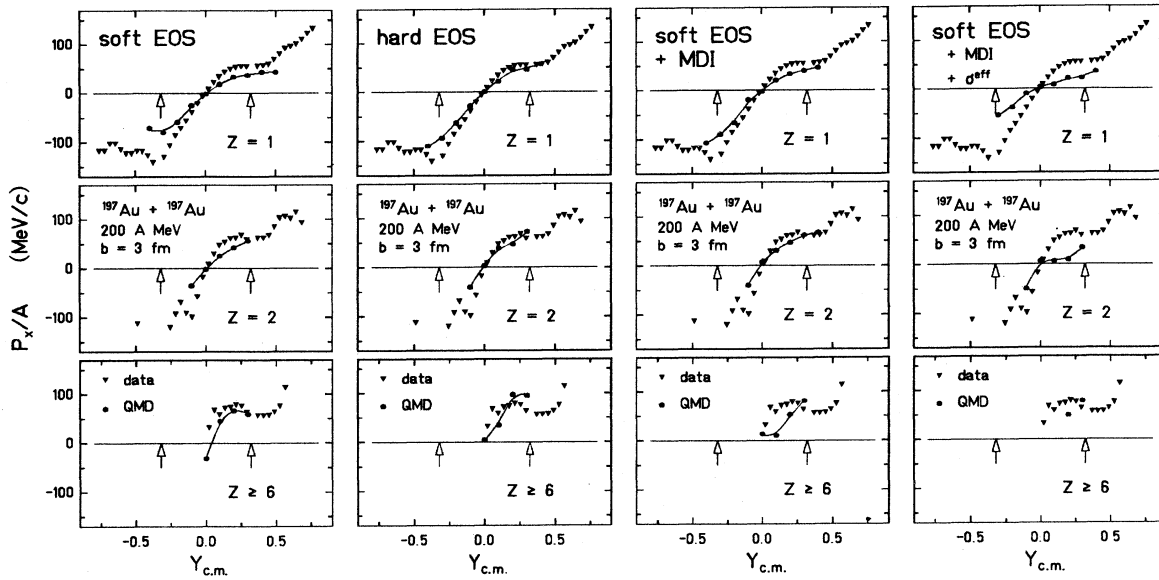 soft EOS
hard EOS
soft EOS
+ MDI
soft EOS
+ MDI
+ σᵉᶠᶠ
100
0
-100
Z = 1
Z = 1
Z = 1
Z = 1
¹⁹⁷Au + ¹⁹⁷Au
200 A MeV
b = 3 fm
¹⁹⁷Au + ¹⁹⁷Au
200 A MeV
b = 3 fm
¹⁹⁷Au + ¹⁹⁷Au
200 A MeV
b = 3 fm
¹⁹⁷Au + ¹⁹⁷Au
200 A MeV
b = 3 fm
Pₓ/A (MeV/c)
100
0
-100
Z = 2
Z = 2
Z = 2
Z = 2
data
QMD
data
QMD
data
QMD
data
QMD
100
0
-100
Z ≥ 6
Z ≥ 6
Z ≥ 6
Z ≥ 6
-0.5 0.0 0.5
-0.5 0.0 0.5
-0.5 0.0 0.5
-0.5 0.0 0.5
Y c.m.
Y c.m.
Y c.m.
Y c.m.